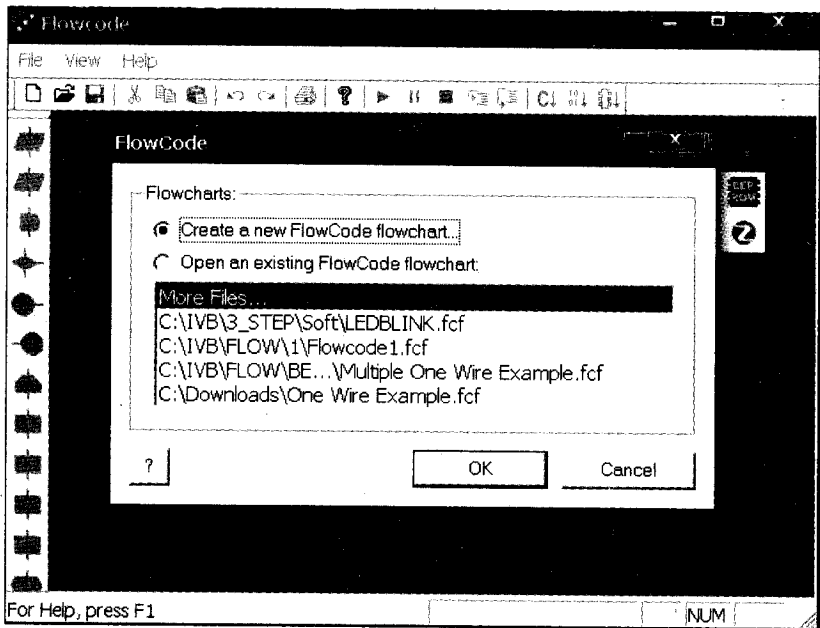 Flowcode
File View Help
FlowCode
Flowcharts:
Create a new FlowCode flowchart...
Open an existing FlowCode flowchart:
More Files...
C:\IVB\3_STEP\Soft\LEDBLINK.fcf
C:\IVB\FLOW\1\Flowcode1.fcf
C:\IVB\FLOW\BE...\Multiple One Wire Example.fcf
C:\Downloads\One Wire Example.fcf
? OK Cancel
For Help, press F1 NUM